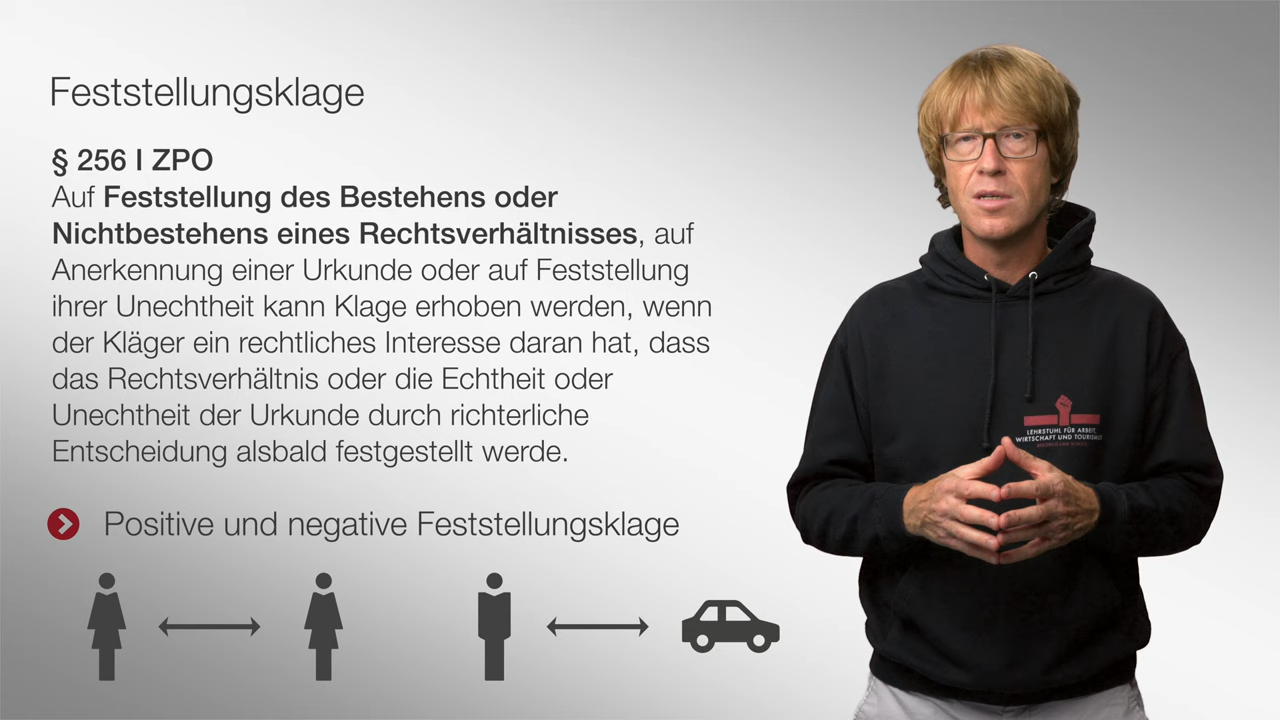 Feststellungsklage
§ 256 I ZPO
Auf Feststellung des Bestehens oder
Nichtbestehens eines Rechtsverhältnisses, auf
Anerkennung einer Urkunde oder auf Feststellung
ihrer Unechtheit kann Klage erhoben werden, wenn
der Kläger ein rechtliches Interesse daran hat, dass
das Rechtsverhältnis oder die Echtheit oder
Unechtheit der Urkunde durch richterliche
Entscheidung alsbald festgestellt werde.
Positive und negative Feststellungsklage
LEHRSTUHL FÜR ARBEIT,
WIRTSCHAFT UND TOURISMUS